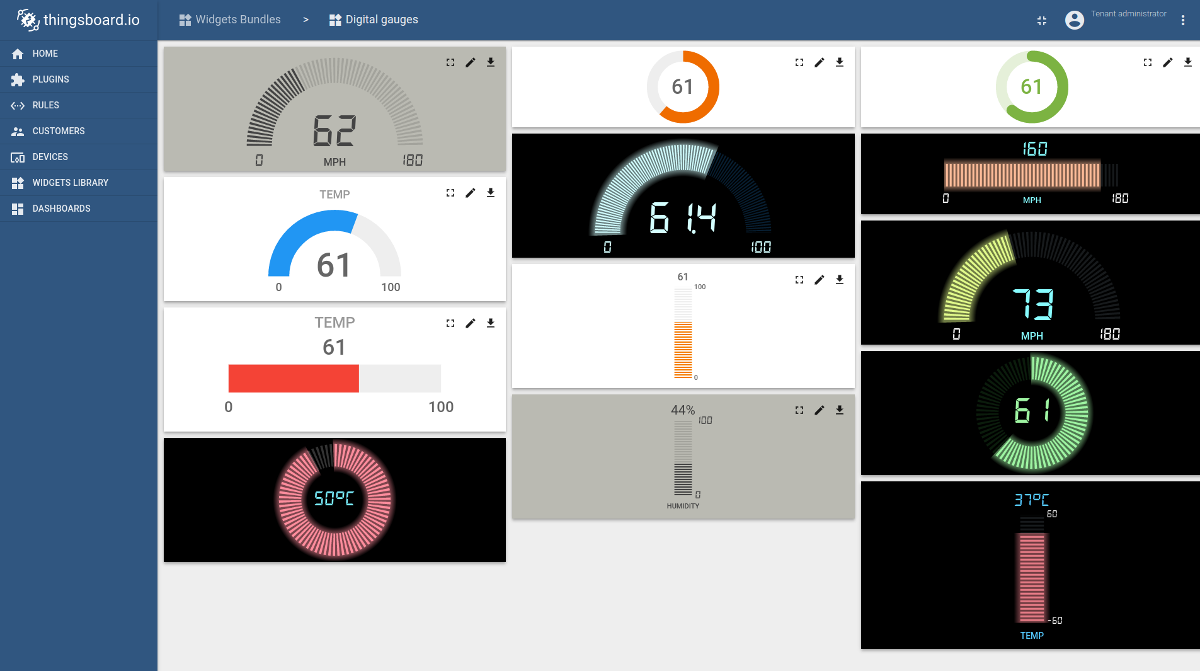 thingsboard.io
Widgets Bundles > Digital gauges
Tenant administrator
HOME
PLUGINS
RULES
CUSTOMERS
DEVICES
WIDGETS LIBRARY
DASHBOARDS
62
0 MPH 180
TEMP
61
0 100
TEMP
61
0 100
50°C
61
61.4
0 100
61
100
0
44%
100
0
HUMIDITY
61
160
0 MPH 180
73
0 MPH 180
61
37°C
60
-60
TEMP